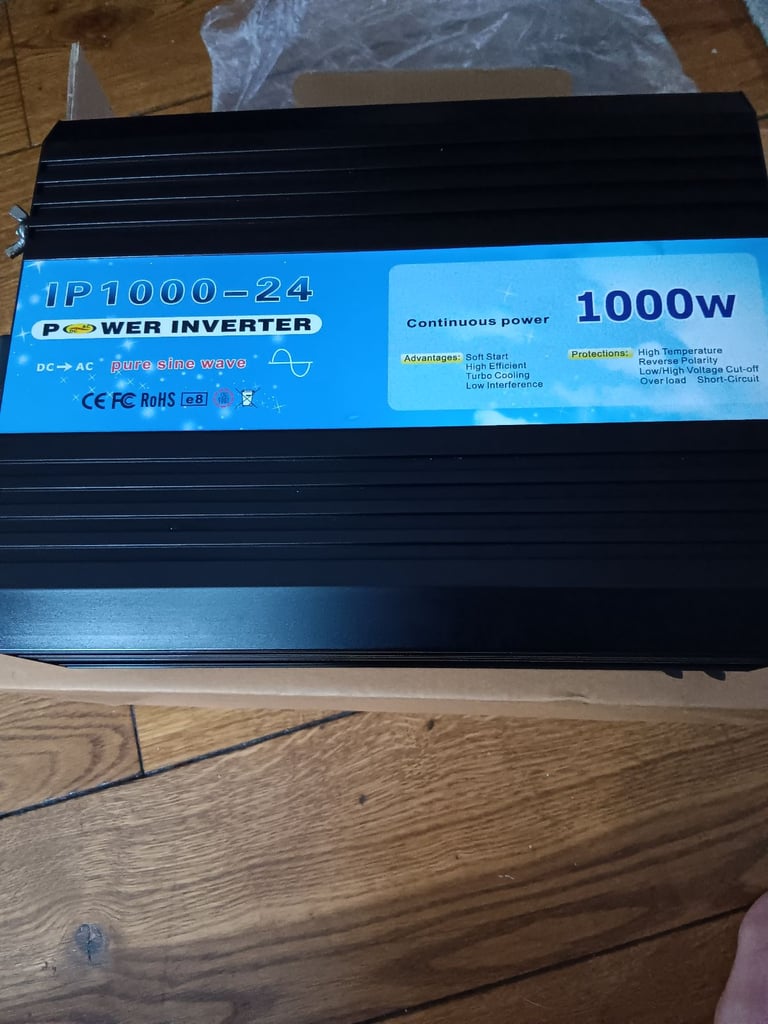 IP1000-24
POWER INVERTER
DC → AC pure sine wave
CE FC RoHS e8
Continuous power 1000w
Advantages: Soft Start
High Efficient
Turbo Cooling
Low Interference
Protections: High Temperature
Reverse Polarity
Low/High Voltage Cut-off
Over load Short-Circuit